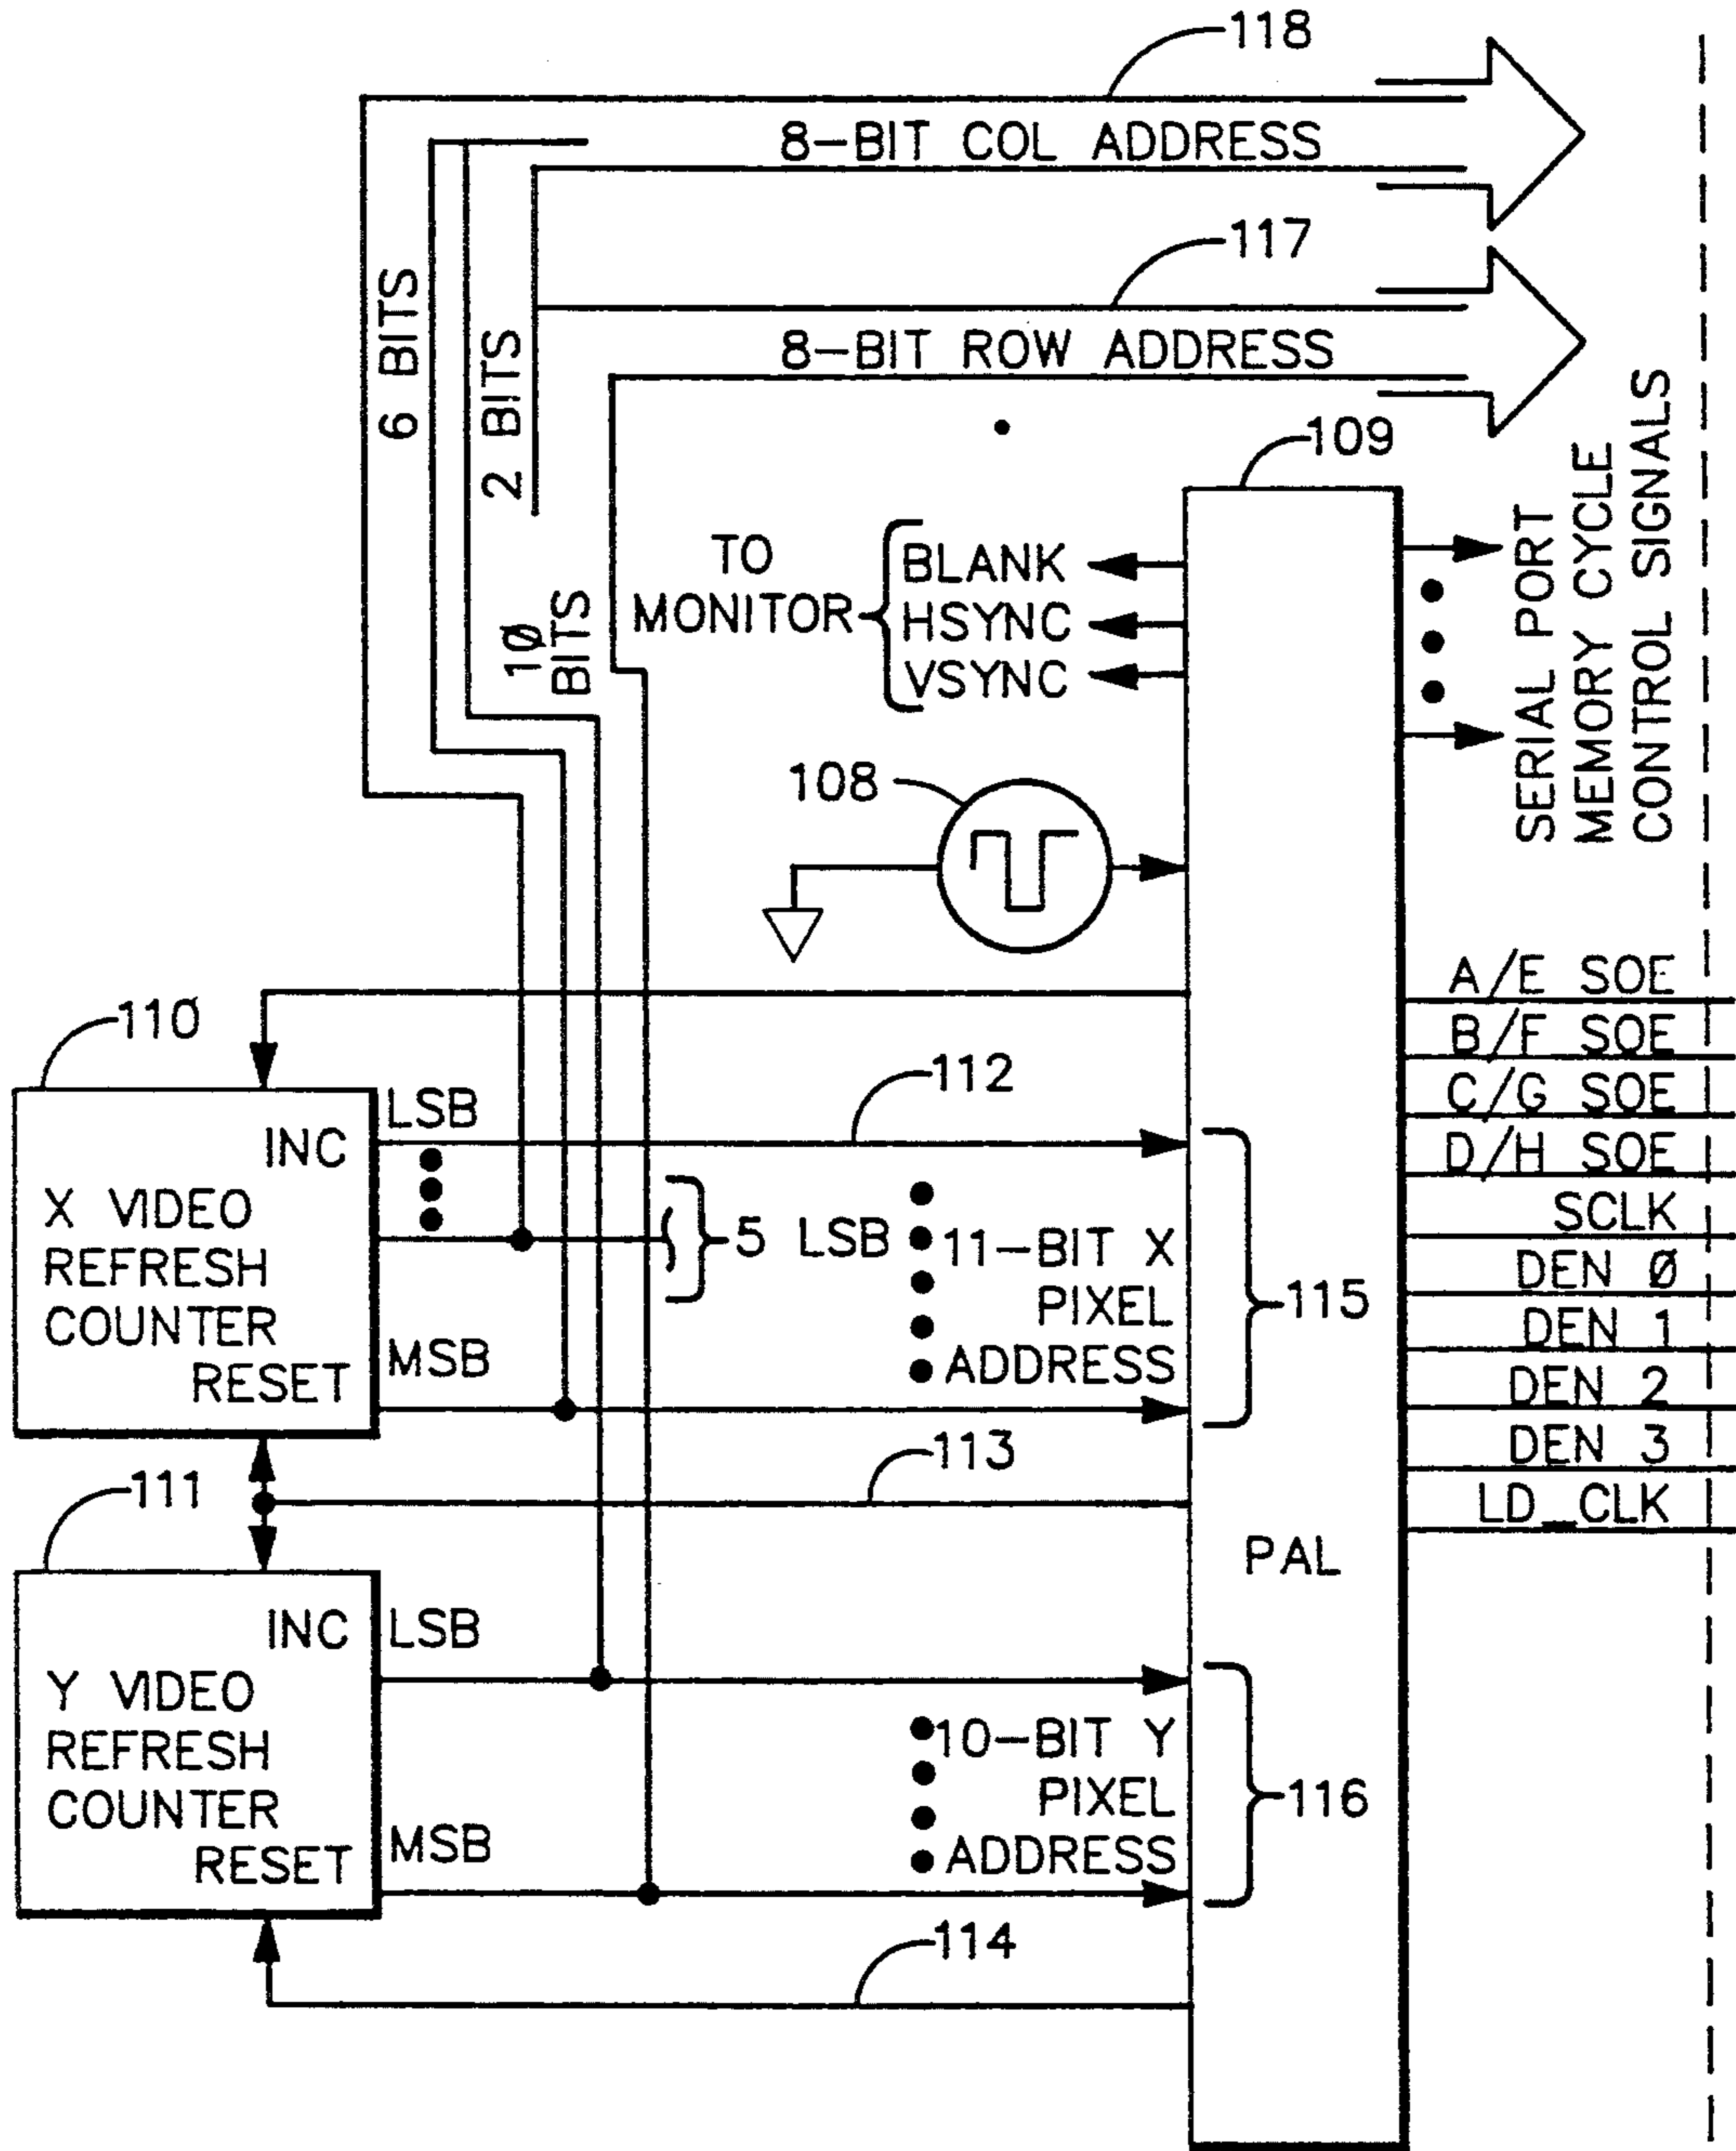 118
8-BIT COL ADDRESS
117
8-BIT ROW ADDRESS
6 BITS
2 BITS
10
BITS
109
TO
MONITOR
BLANK
HSYNC
VSYNC
SERIAL PORT
MEMORY CYCLE
CONTROL SIGNALS
108
110
A/E SOE
B/F SOE
C/G SOE
D/H SOE
SCLK
DEN Ø
DEN 1
DEN 2
DEN 3
LD_CLK
112
LSB
INC
X VIDEO
REFRESH
COUNTER
RESET
MSB
5 LSB
11-BIT X
PIXEL
ADDRESS
115
113
111
PAL
LSB
INC
Y VIDEO
REFRESH
COUNTER
RESET
MSB
10-BIT Y
PIXEL
ADDRESS
116
114